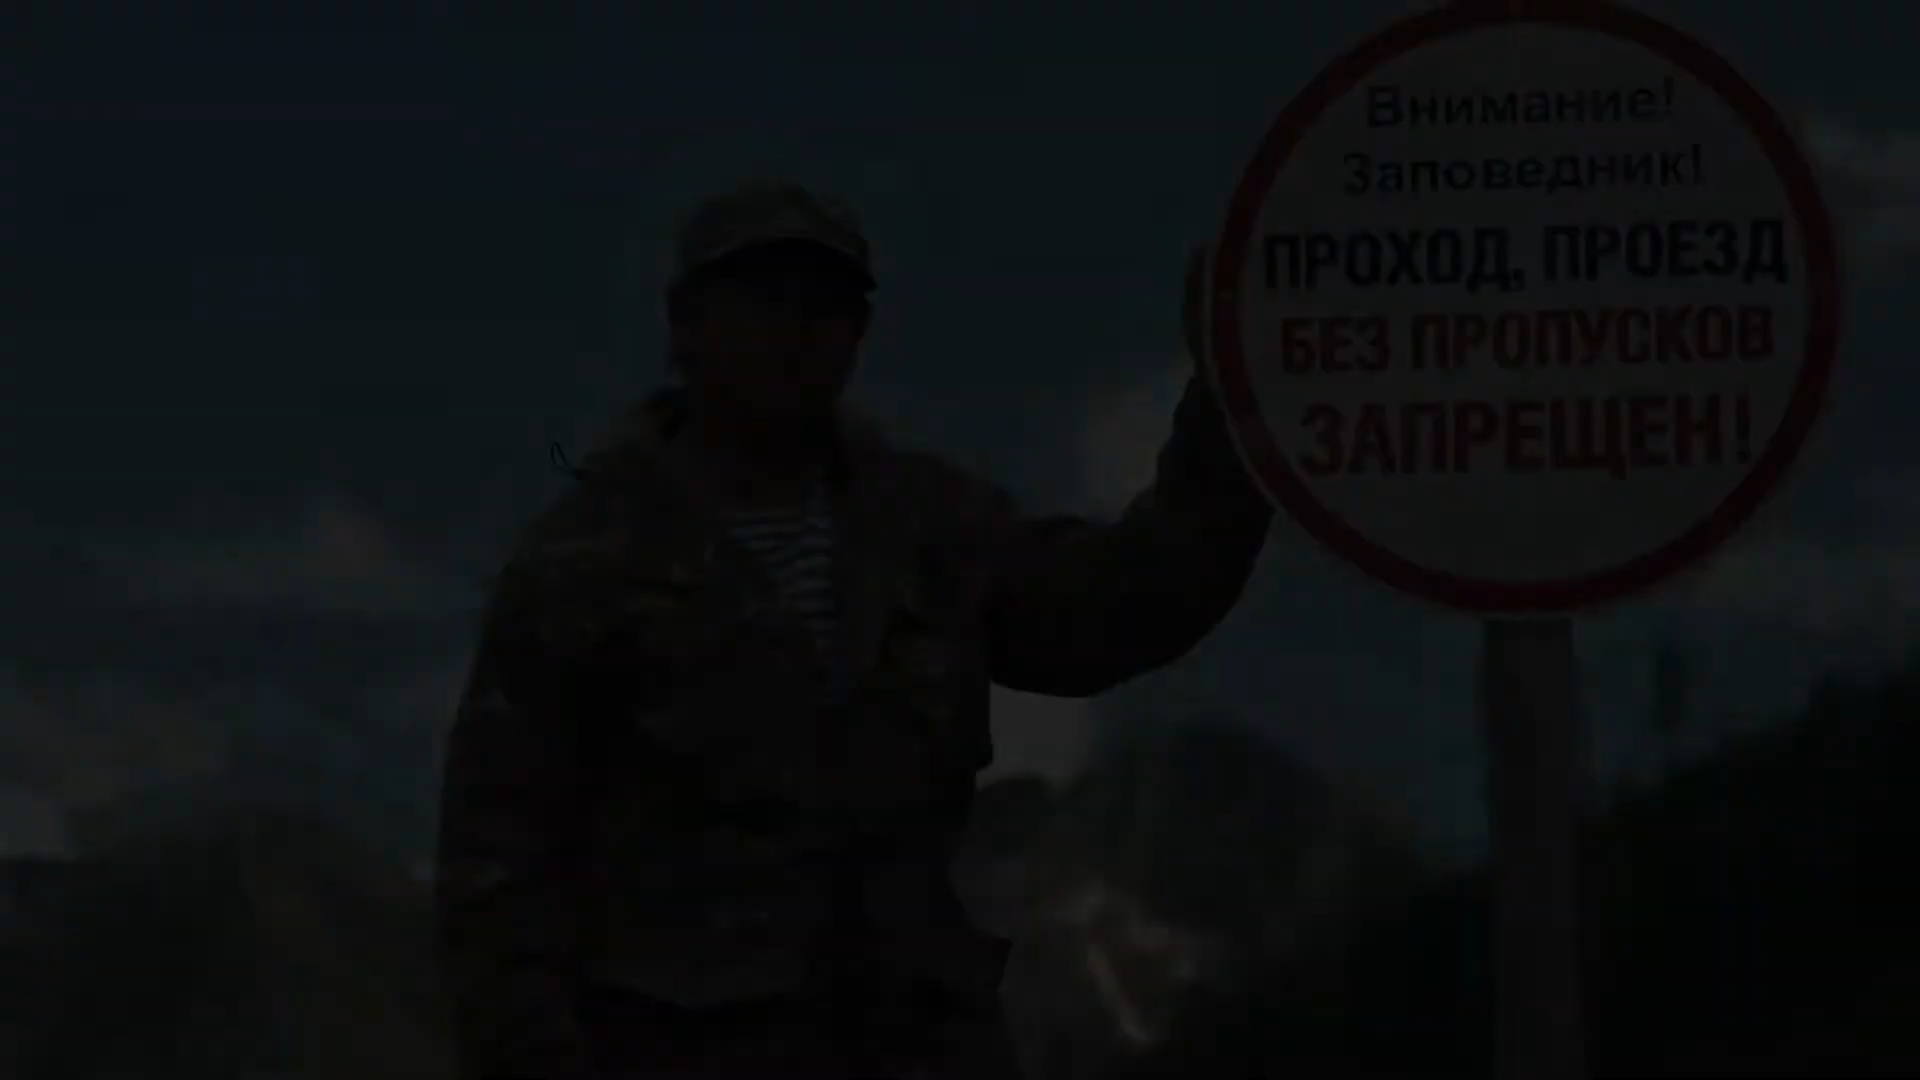 Внимание!
Заповедник!
ПРОХОД, ПРОЕЗД
БЕЗ ПРОПУСКОВ
ЗАПРЕЩЕН!